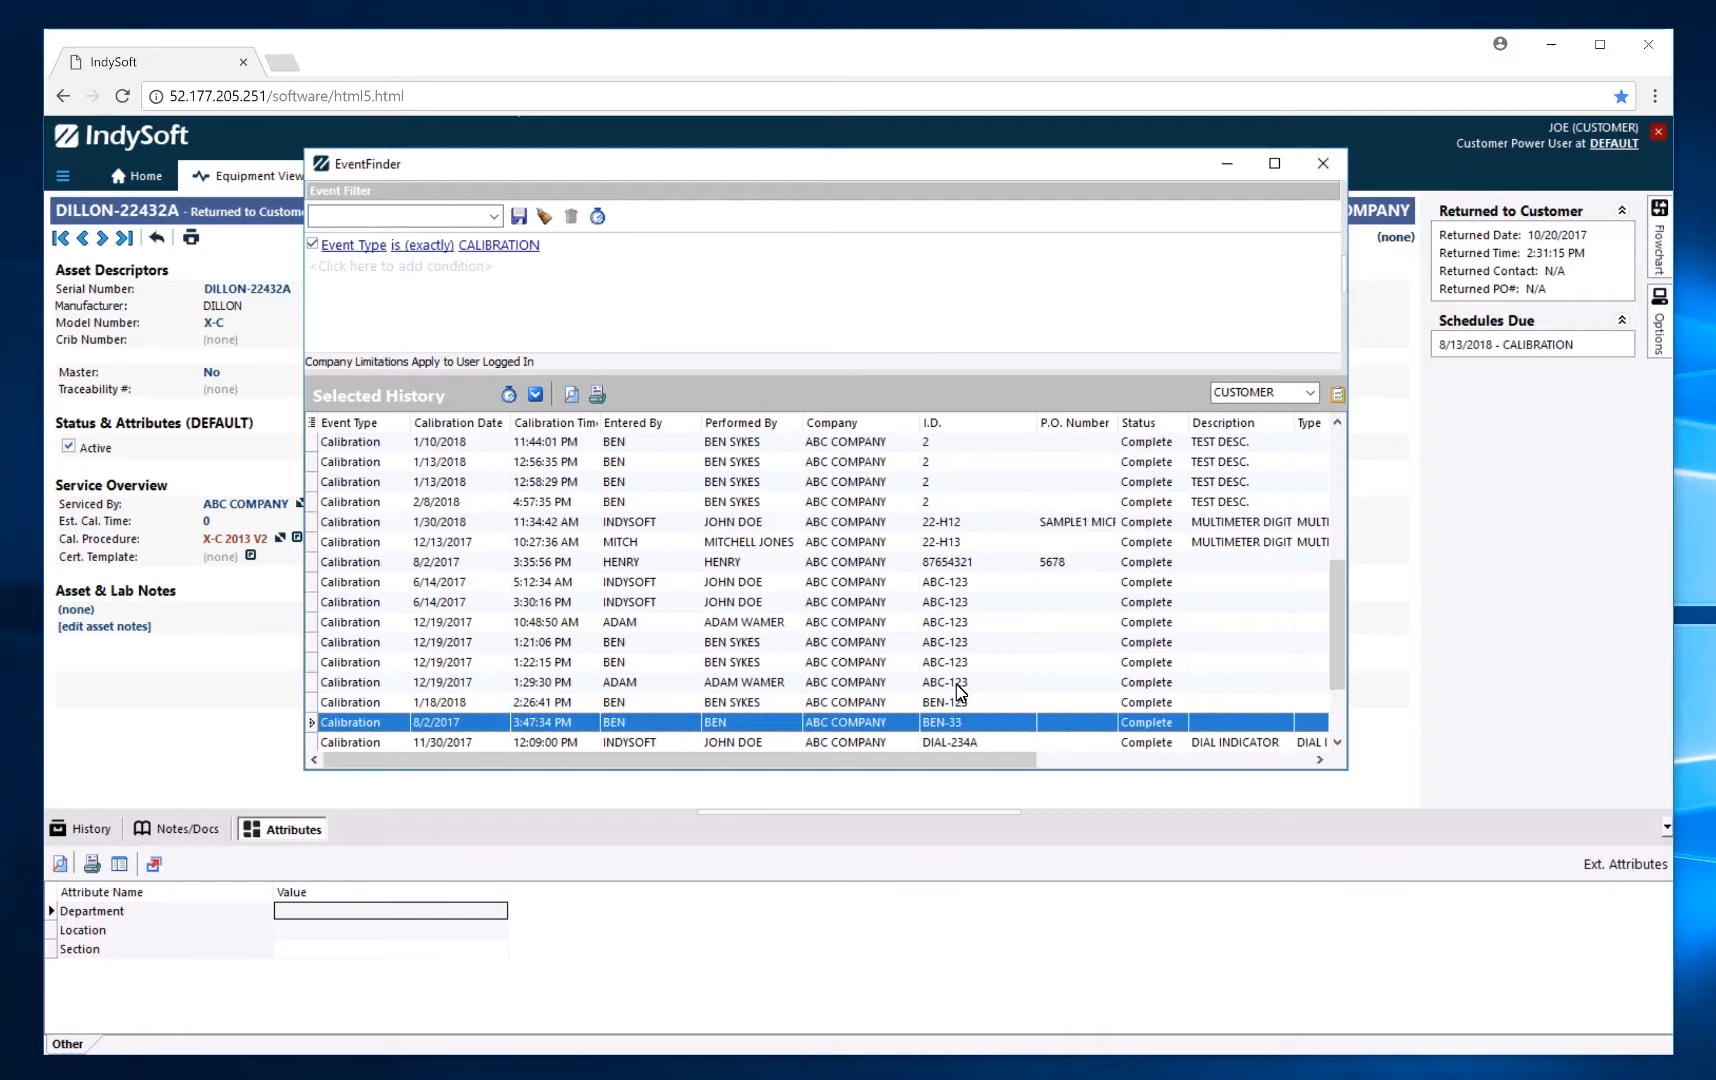 IndySoft
52.177.205.251/software/html5.html
IndySoft
JOE (CUSTOMER)
Customer Power User at DEFAULT
Home
Equipment View
EventFinder
DILLON-22432A - Returned to Custom
MPANY
(none)
Event Filter
Event Type is (exactly) CALIBRATION
<Click here to add condition>
Company Limitations Apply to User Logged In
Selected History
CUSTOMER
Asset Descriptors
Serial Number: DILLON-22432A
Manufacturer: DILLON
Model Number: X-C
Crib Number: (none)
Master: No
Traceability #: (none)
Status & Attributes (DEFAULT)
Active
Service Overview
Serviced By: ABC COMPANY
Est. Cal. Time: 0
Cal. Procedure: X-C 2013 V2
Cert. Template: (none)
Asset & Lab Notes
(none)
[edit asset notes]
Event Type Calibration Date Calibration Tim Entered By Performed By Company I.D. P.O. Number Status Description Type
Calibration 1/10/2018 11:44:01 PM BEN BEN SYKES ABC COMPANY 2 Complete TEST DESC.
Calibration 1/13/2018 12:56:35 PM BEN BEN SYKES ABC COMPANY 2 Complete TEST DESC.
Calibration 1/13/2018 12:58:29 PM BEN BEN SYKES ABC COMPANY 2 Complete TEST DESC.
Calibration 2/8/2018 4:57:35 PM BEN BEN SYKES ABC COMPANY 2 Complete TEST DESC.
Calibration 1/30/2018 11:34:42 AM INDYSOFT JOHN DOE ABC COMPANY 22-H12 SAMPLE1 MICF Complete MULTIMETER DIGIT MULTI
Calibration 12/13/2017 10:27:36 AM MITCH MITCHELL JONES ABC COMPANY 22-H13 Complete MULTIMETER DIGIT MULTI
Calibration 8/2/2017 3:35:56 PM HENRY HENRY ABC COMPANY 87654321 5678 Complete
Calibration 6/14/2017 5:12:34 AM INDYSOFT JOHN DOE ABC COMPANY ABC-123 Complete
Calibration 6/14/2017 3:30:16 PM INDYSOFT JOHN DOE ABC COMPANY ABC-123 Complete
Calibration 12/19/2017 10:48:50 AM ADAM ADAM WAMER ABC COMPANY ABC-123 Complete
Calibration 12/19/2017 1:21:06 PM BEN BEN SYKES ABC COMPANY ABC-123 Complete
Calibration 12/19/2017 1:22:15 PM BEN BEN SYKES ABC COMPANY ABC-123 Complete
Calibration 12/19/2017 1:29:30 PM ADAM ADAM WAMER ABC COMPANY ABC-123 Complete
Calibration 1/18/2018 2:26:41 PM BEN BEN SYKES ABC COMPANY BEN-123 Complete
Calibration 8/2/2017 3:47:34 PM BEN BEN ABC COMPANY BEN-33 Complete
Calibration 11/30/2017 12:09:00 PM INDYSOFT JOHN DOE ABC COMPANY DIAL-234A Complete DIAL INDICATOR DIAL I
Returned to Customer
Returned Date: 10/20/2017
Returned Time: 2:31:15 PM
Returned Contact: N/A
Returned PO#: N/A
Schedules Due
8/13/2018 - CALIBRATION
Flowchart
Options
History
Notes/Docs
Attributes
Ext. Attributes
Attribute Name Value
Department
Location
Section
Other